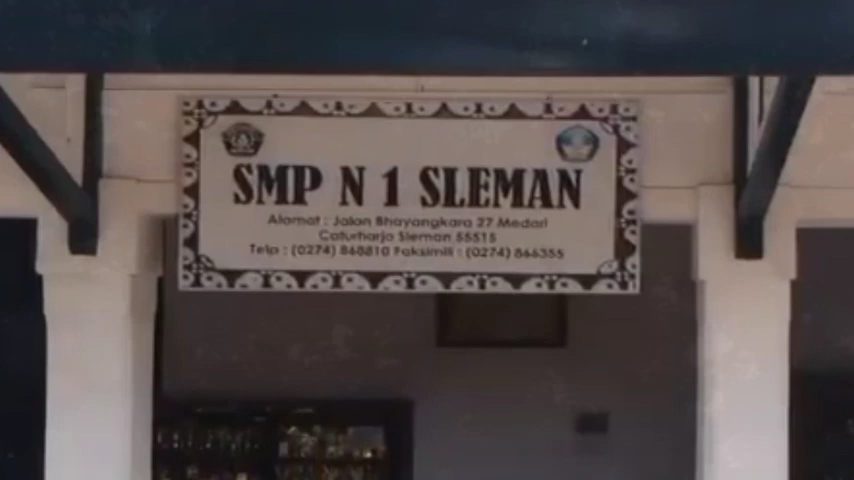 SMP N 1 SLEMAN
Alamat : Jalan Bhayangkara 27 Medari
Caturharjo Sleman 55515
Telp : (0274) 868810 Faksimili : (0274) 866355